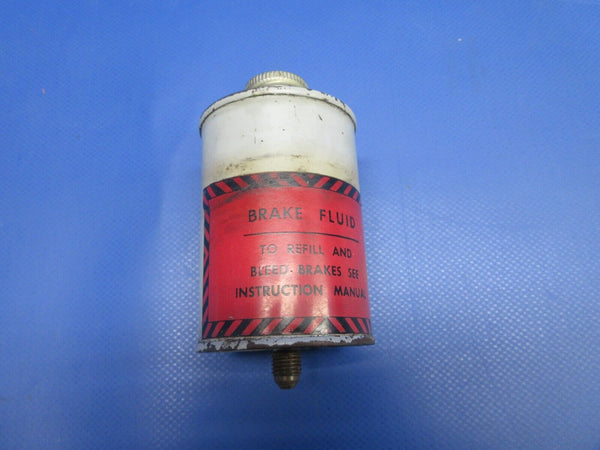 BRAKE FLUID
TO REFILL AND
BLEED BRAKES SEE
INSTRUCTION MANUAL